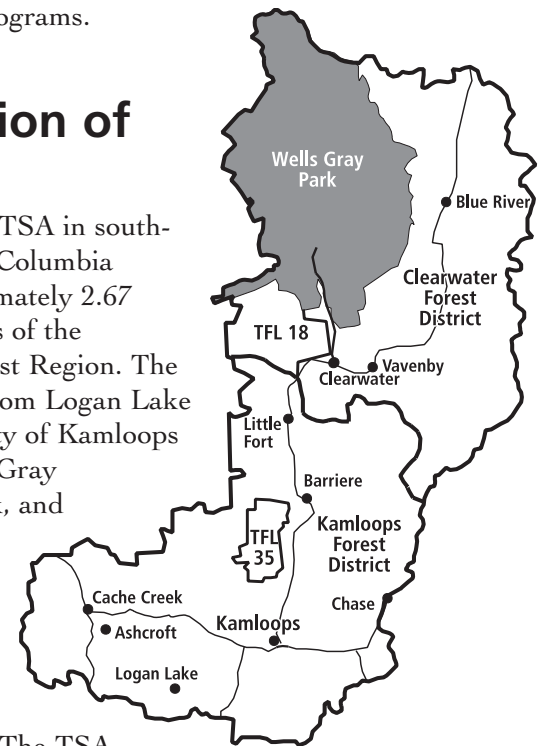 ograms.
ion of
TSA in south-
Columbia
mately 2.67
s of the
st Region. The
om Logan Lake
ty of Kamloops
Gray
k, and
The TSA
Wells Gray
Park
Blue River
Clearwater
Forest
District
TFL 18
Clearwater
Vavenby
Little
Fort
Barriere
TFL
35
Kamloops
Forest
District
Chase
Cache Creek
Ashcroft
Kamloops
Logan Lake